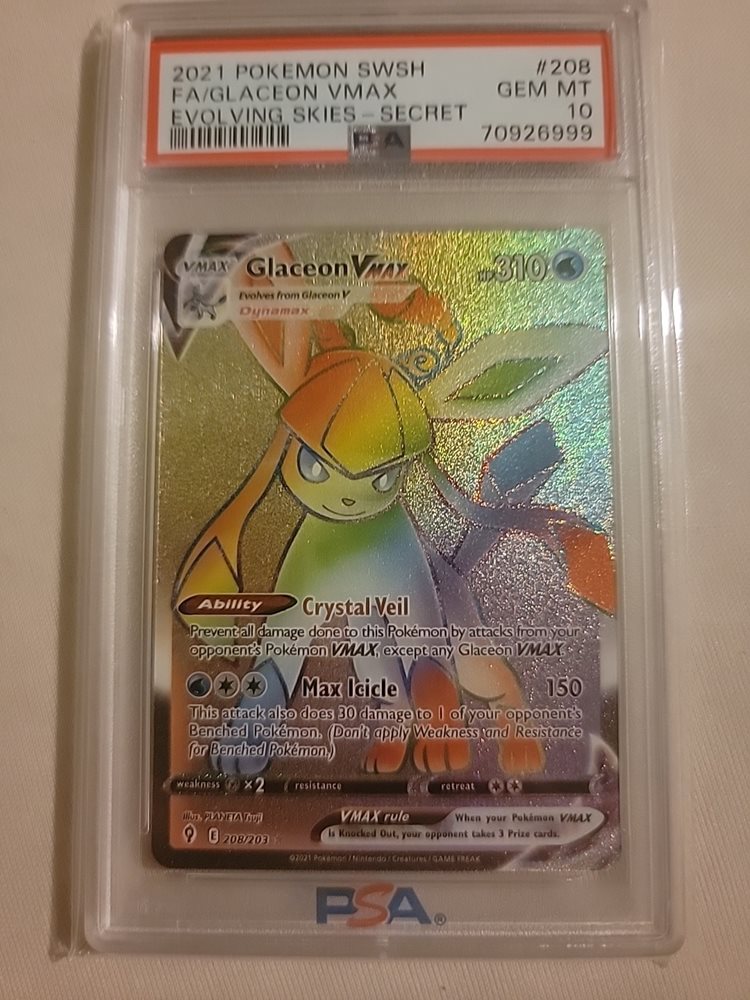 2021 POKEMON SWSH #208
FA/GLACEON VMAX GEM MT
EVOLVING SKIES - SECRET 10
PSA 70926999
VMAX Glaceon VMAX HP 310
Evolves from Glaceon V
Dynamax
Ability Crystal Veil
Prevent all damage done to this Pokémon by attacks from your
opponent's Pokémon VMAX, except any Glaceon VMAX.
Max Icicle 150
This attack also does 30 damage to 1 of your opponent's
Benched Pokémon. (Don't apply Weakness and Resistance
for Benched Pokémon.)
weakness ×2 resistance retreat
Illus. PLANETA Tsuji
VMAX rule When your Pokémon VMAX
is Knocked Out, your opponent takes 3 Prize cards.
E 208/203
©2021 Pokémon / Nintendo / Creatures / GAME FREAK
PSA®